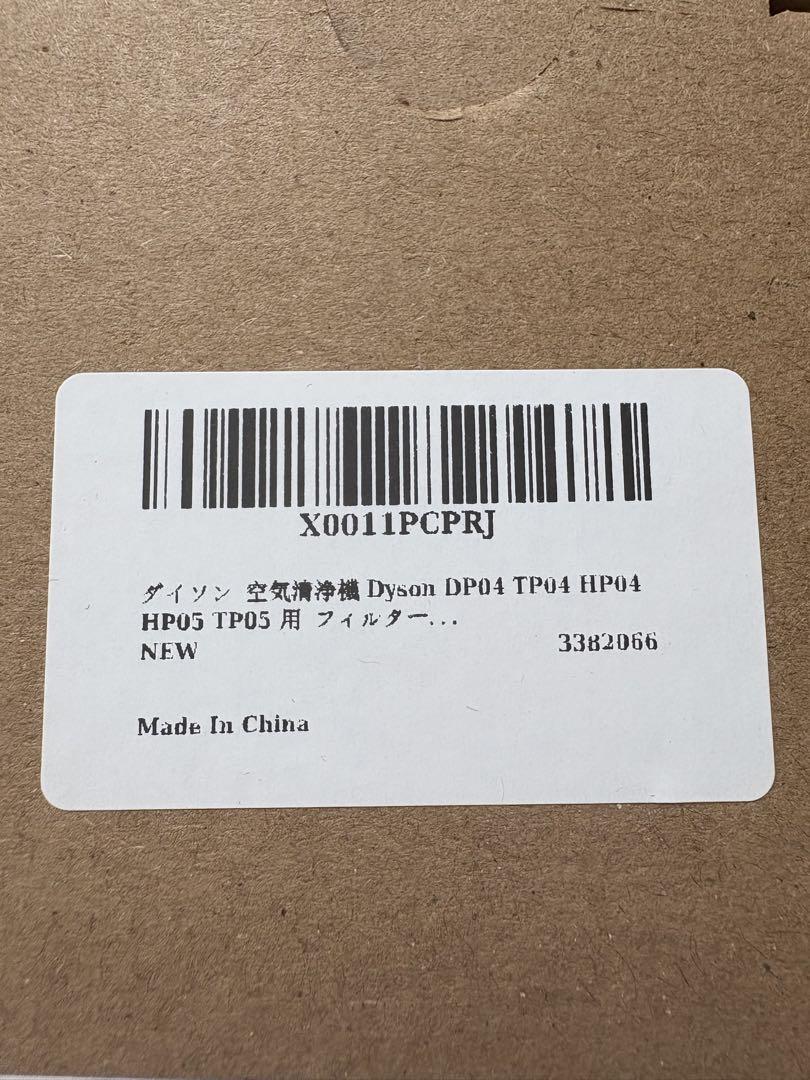 X0011PCPRJ
ダイソン 空気清浄機 Dyson DP04 TP04 HP04
HP05 TP05 用 フィルター...
NEW 3382066
Made In China